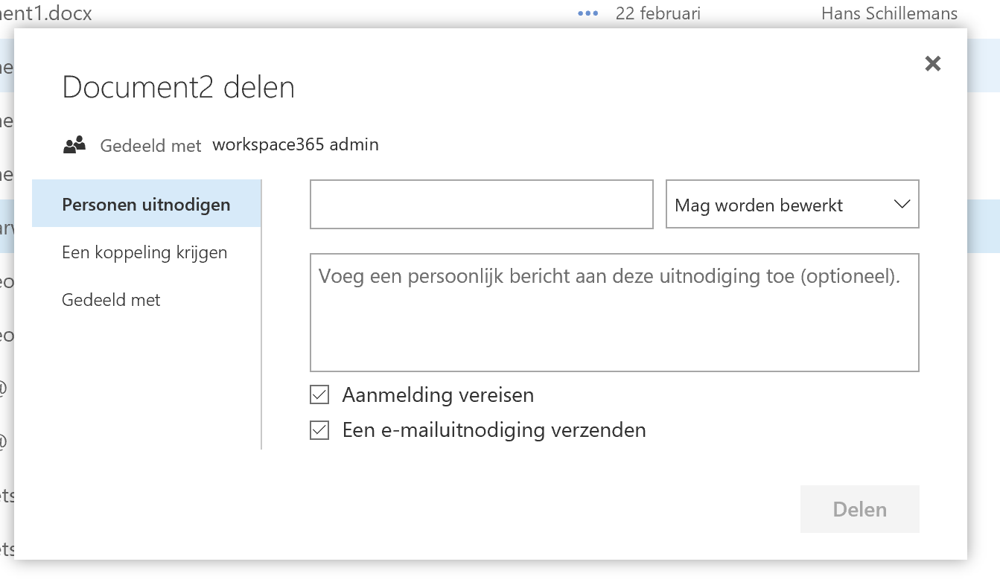 ent1.docx ••• 22 februari Hans Schillemans
Document2 delen
Gedeeld met workspace365 admin
Personen uitnodigen
Een koppeling krijgen
Gedeeld met
Mag worden bewerkt
Voeg een persoonlijk bericht aan deze uitnodiging toe (optioneel).
Aanmelding vereisen
Een e-mailuitnodiging verzenden
Delen